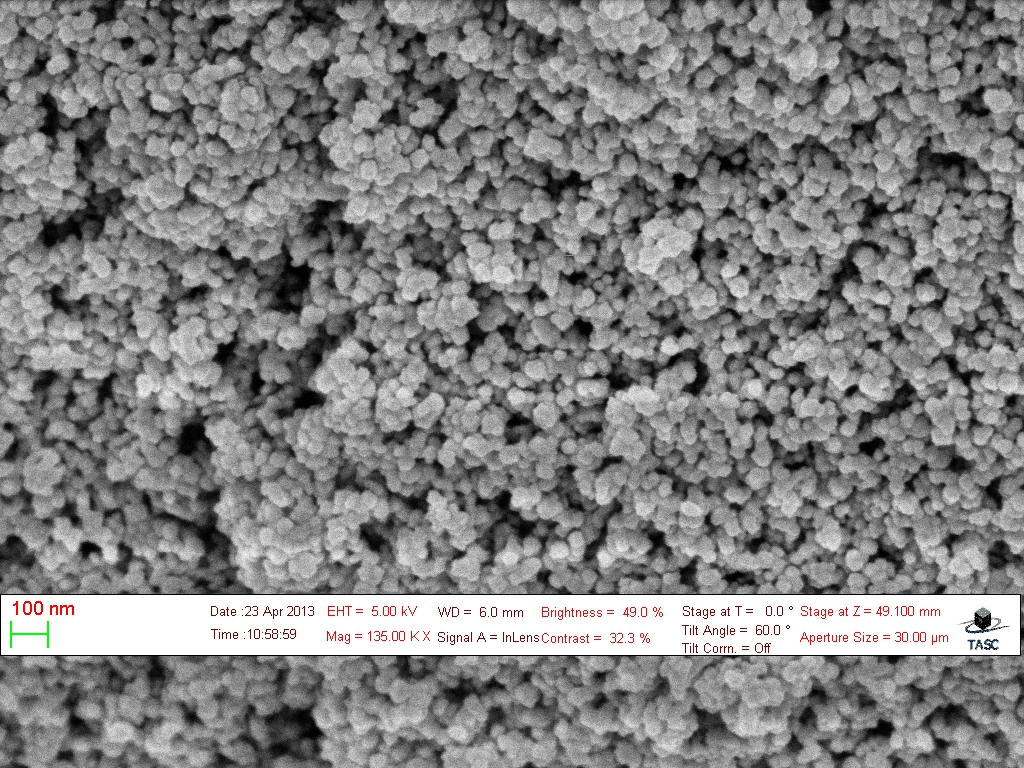 100 nm
Date :23 Apr 2013
Time :10:58:59
EHT = 5.00 kV
Mag = 135.00 K X
WD = 6.0 mm
Signal A = InLens
Brightness = 49.0 %
Contrast = 32.3 %
Stage at T = 0.0 °
Tilt Angle = 60.0 °
Tilt Corrn. = Off
Stage at Z = 49.100 mm
Aperture Size = 30.00 µm
TASC